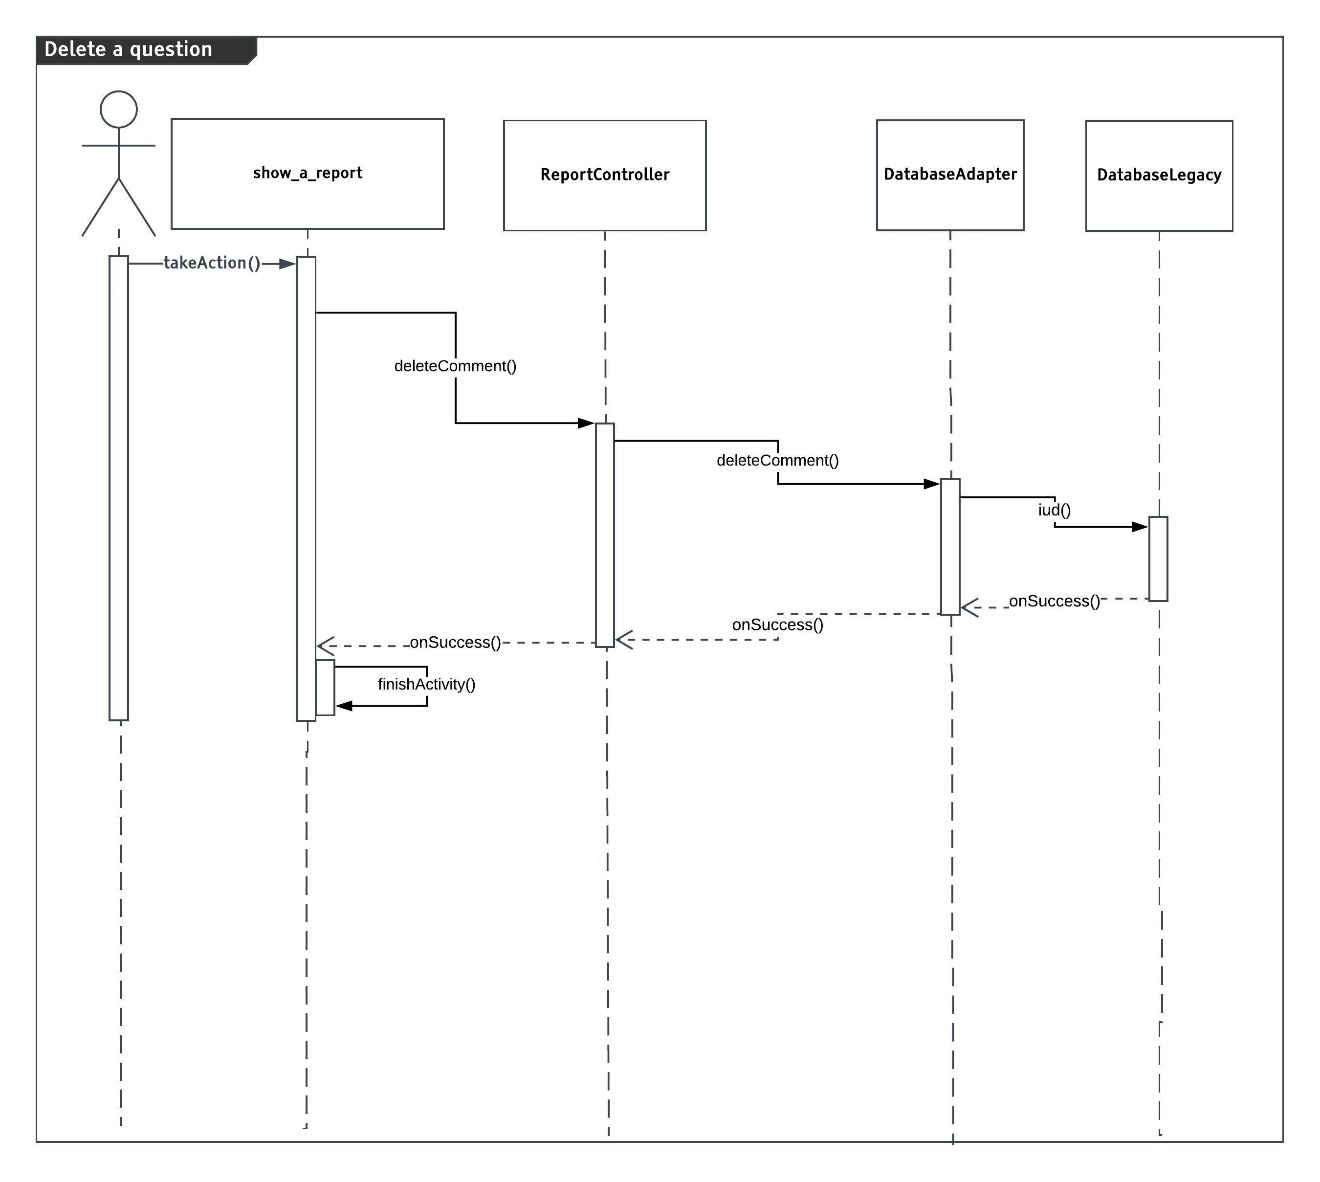 Delete a question
show_a_report
ReportController
DatabaseAdapter
DatabaseLegacy
takeAction()
deleteComment()
deleteComment()
iud()
onSuccess()
onSuccess()
onSuccess()
finishActivity()